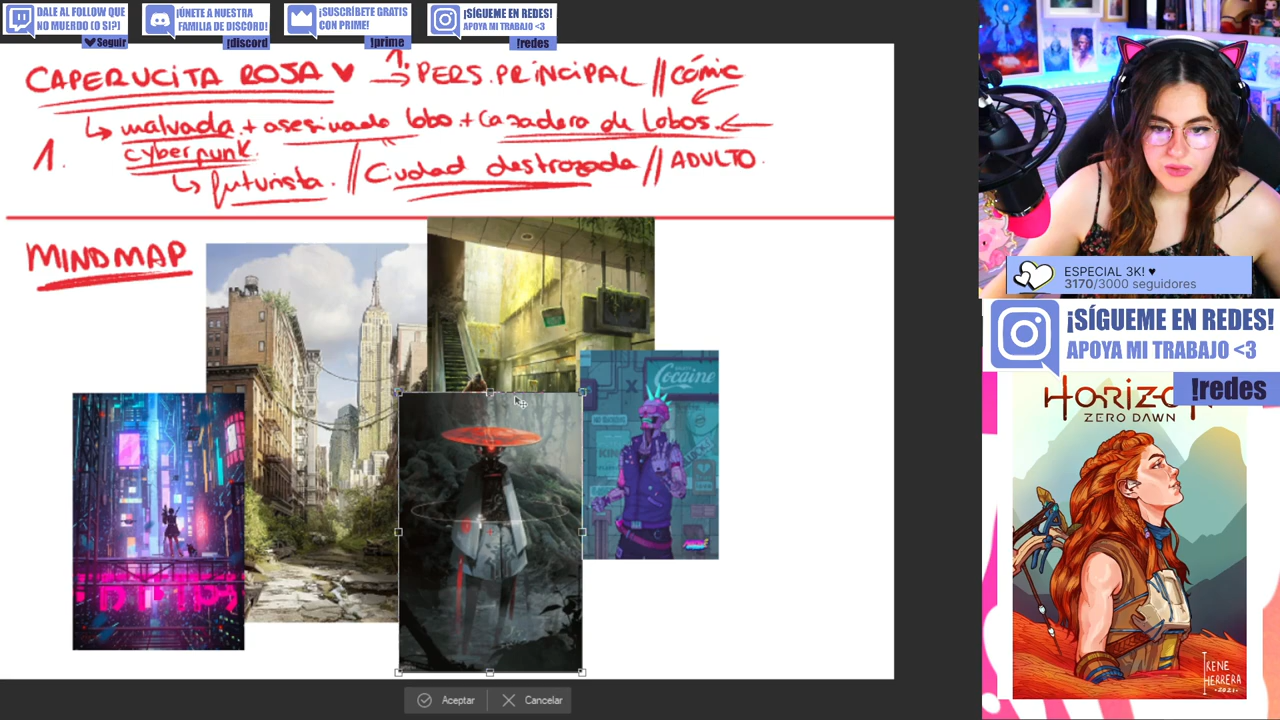 DALE AL FOLLOW QUE
NO MUERDO (O SI?)
Seguir
¡ÚNETE A NUESTRA
FAMILIA DE DISCORD!
!discord
¡SUSCRÍBETE GRATIS
CON PRIME!
!prime
¡SÍGUEME EN REDES!
APOYA MI TRABAJO <3
!redes
CAPERUCITA ROJA ♥ 1. → PERS. PRINCIPAL // CÓMIC
↳ malvada + asesinado lobo + Cazadora de Lobos. ←
1. cyberpunk.
↳ futurista. // Ciudad destrozada // ADULTO.
MINDMAP
Cocaine
Aceptar
Cancelar
ESPECIAL 3K! ♥
3170/3000 seguidores
¡SÍGUEME EN REDES!
APOYA MI TRABAJO <3
!redes
ZERO DAWN
IRENE
HERRERA
·2021·